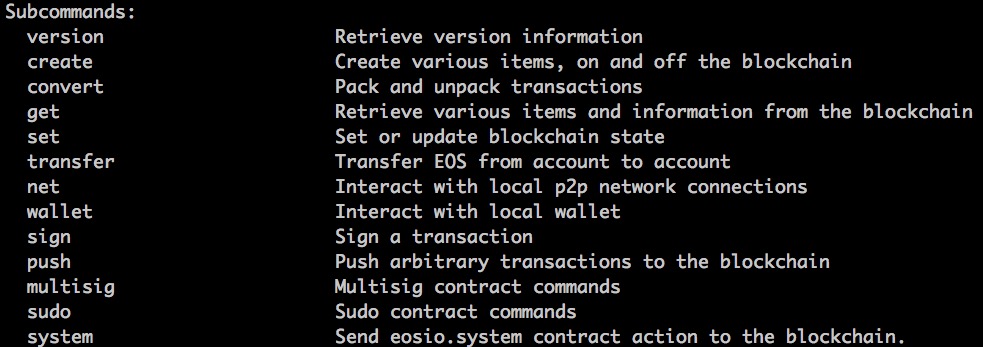 Subcommands:
version Retrieve version information
create Create various items, on and off the blockchain
convert Pack and unpack transactions
get Retrieve various items and information from the blockchain
set Set or update blockchain state
transfer Transfer EOS from account to account
net Interact with local p2p network connections
wallet Interact with local wallet
sign Sign a transaction
push Push arbitrary transactions to the blockchain
multisig Multisig contract commands
sudo Sudo contract commands
system Send eosio.system contract action to the blockchain.